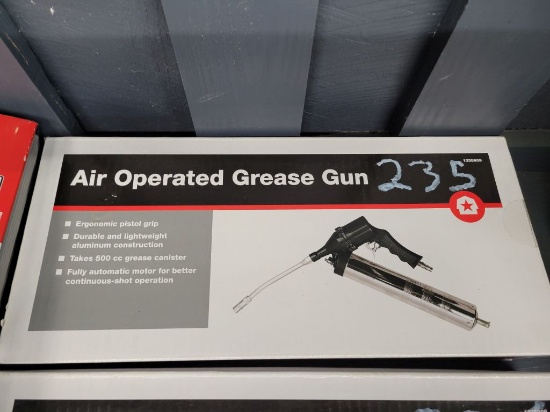 Air Operated Grease Gun 235
Ergonomic pistol grip
Durable and lightweight
aluminum construction
Takes 500 cc grease canister
Fully automatic motor for better
continuous-shot operation